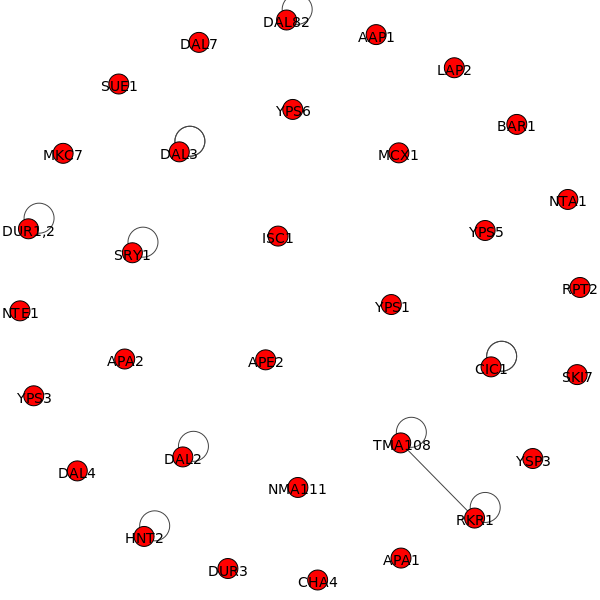 DAL82
AAP1
DAL7
LAP2
SUE1
YPS6
BAR1
MKC7
DAL3
MCX1
NTA1
DUR1,2
YPS5
ISC1
SRY1
RPT2
YPS1
NTE1
APA2
APE2
CIC1
SKI7
YPS3
TMA108
DAL2
YSP3
DAL4
NMA111
RKR1
HNT2
APA1
DUR3
CHA4